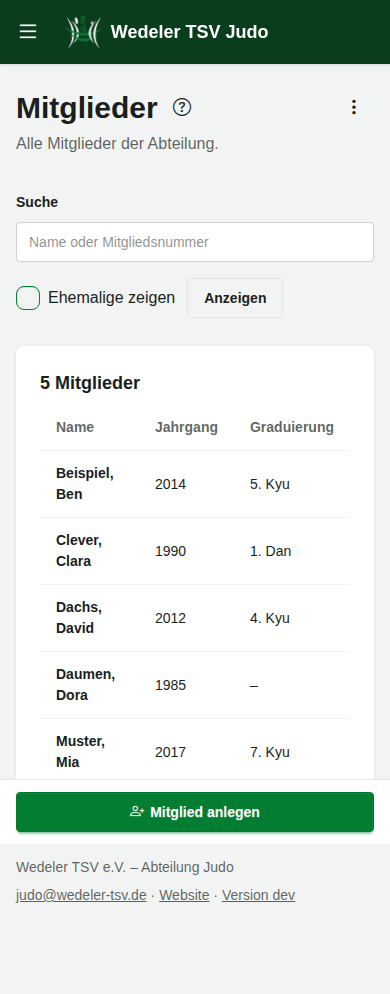 Wedeler TSV Judo
Mitglieder ?
Alle Mitglieder der Abteilung.
Suche
Name oder Mitgliedsnummer
Ehemalige zeigen Anzeigen
5 Mitglieder
Name Jahrgang Graduierung
Beispiel,
Ben 2014 5. Kyu
Clever,
Clara 1990 1. Dan
Dachs,
David 2012 4. Kyu
Daumen,
Dora 1985 –
Muster,
Mia 2017 7. Kyu
Mitglied anlegen
Wedeler TSV e.V. – Abteilung Judo
judo@wedeler-tsv.de · Website · Version dev